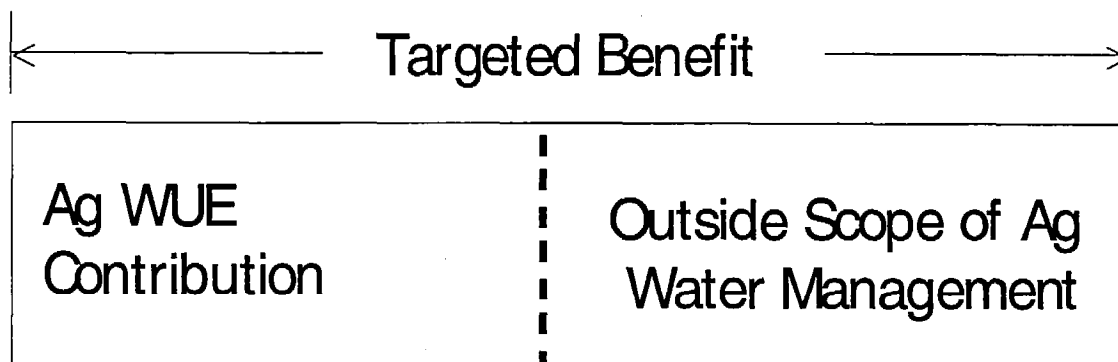 Targeted Benefit
Ag WUE
Contribution
Outside Scope of Ag
Water Management